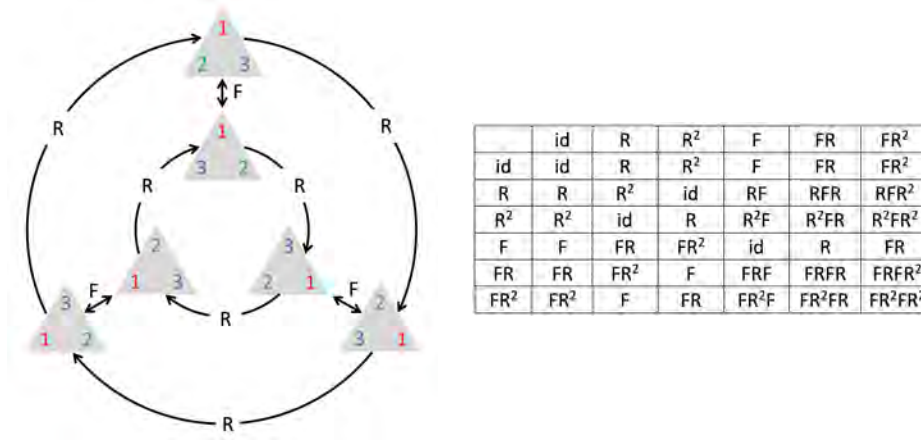 1
2 3
F
R R
1
3 2
R R
2 3
1 3 2 1
F F
R
3 2
1 2 3 1
R
id R R² F FR FR²
id id R R² F FR FR²
R R R² id RF RFR RFR²
R² R² id R R²F R²FR R²FR²
F F FR FR² id R FR
FR FR FR² F FRF FRFR FRFR²
FR² FR² F FR FR²F FR²FR FR²FR²